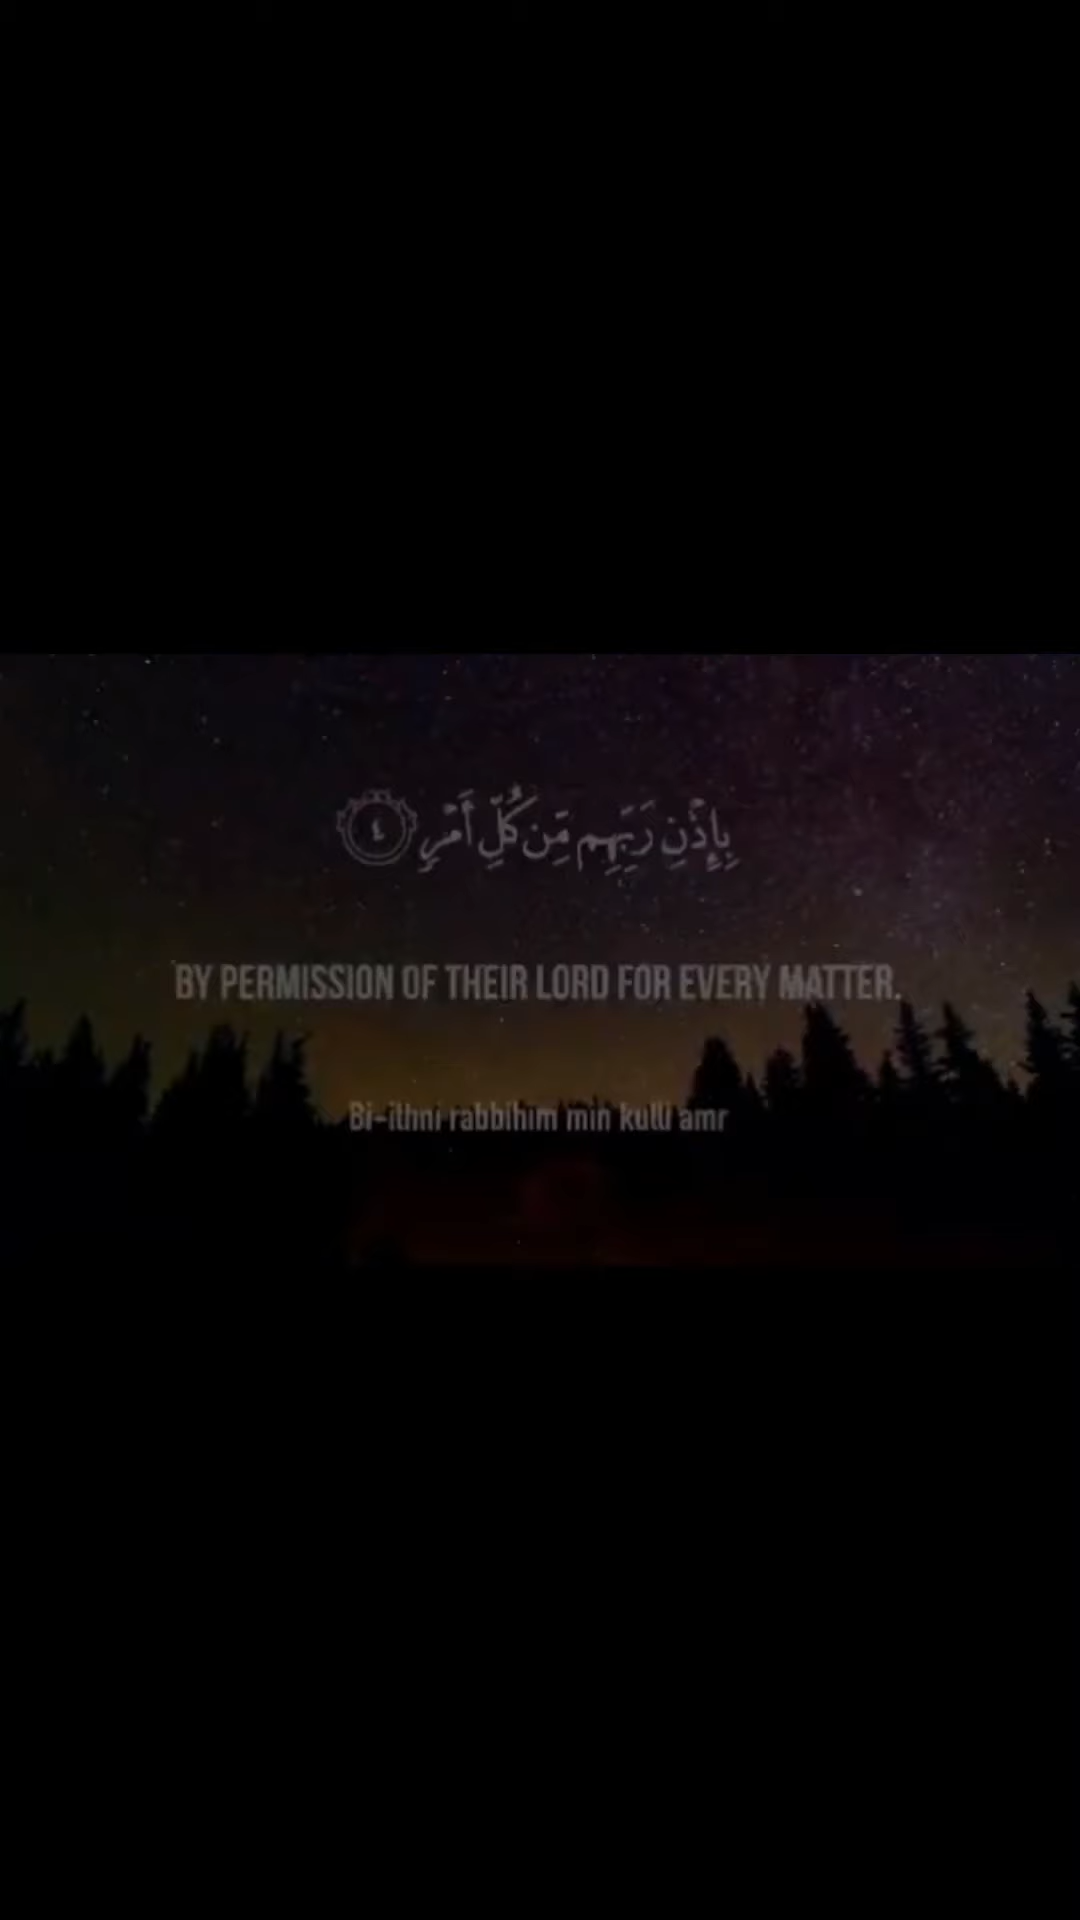 بِإِذْنِ رَبِّهِم مِّن كُلِّ أَمْرٍ ٤
BY PERMISSION OF THEIR LORD FOR EVERY MATTER.
Bi-ithni rabbihim min kulli amr